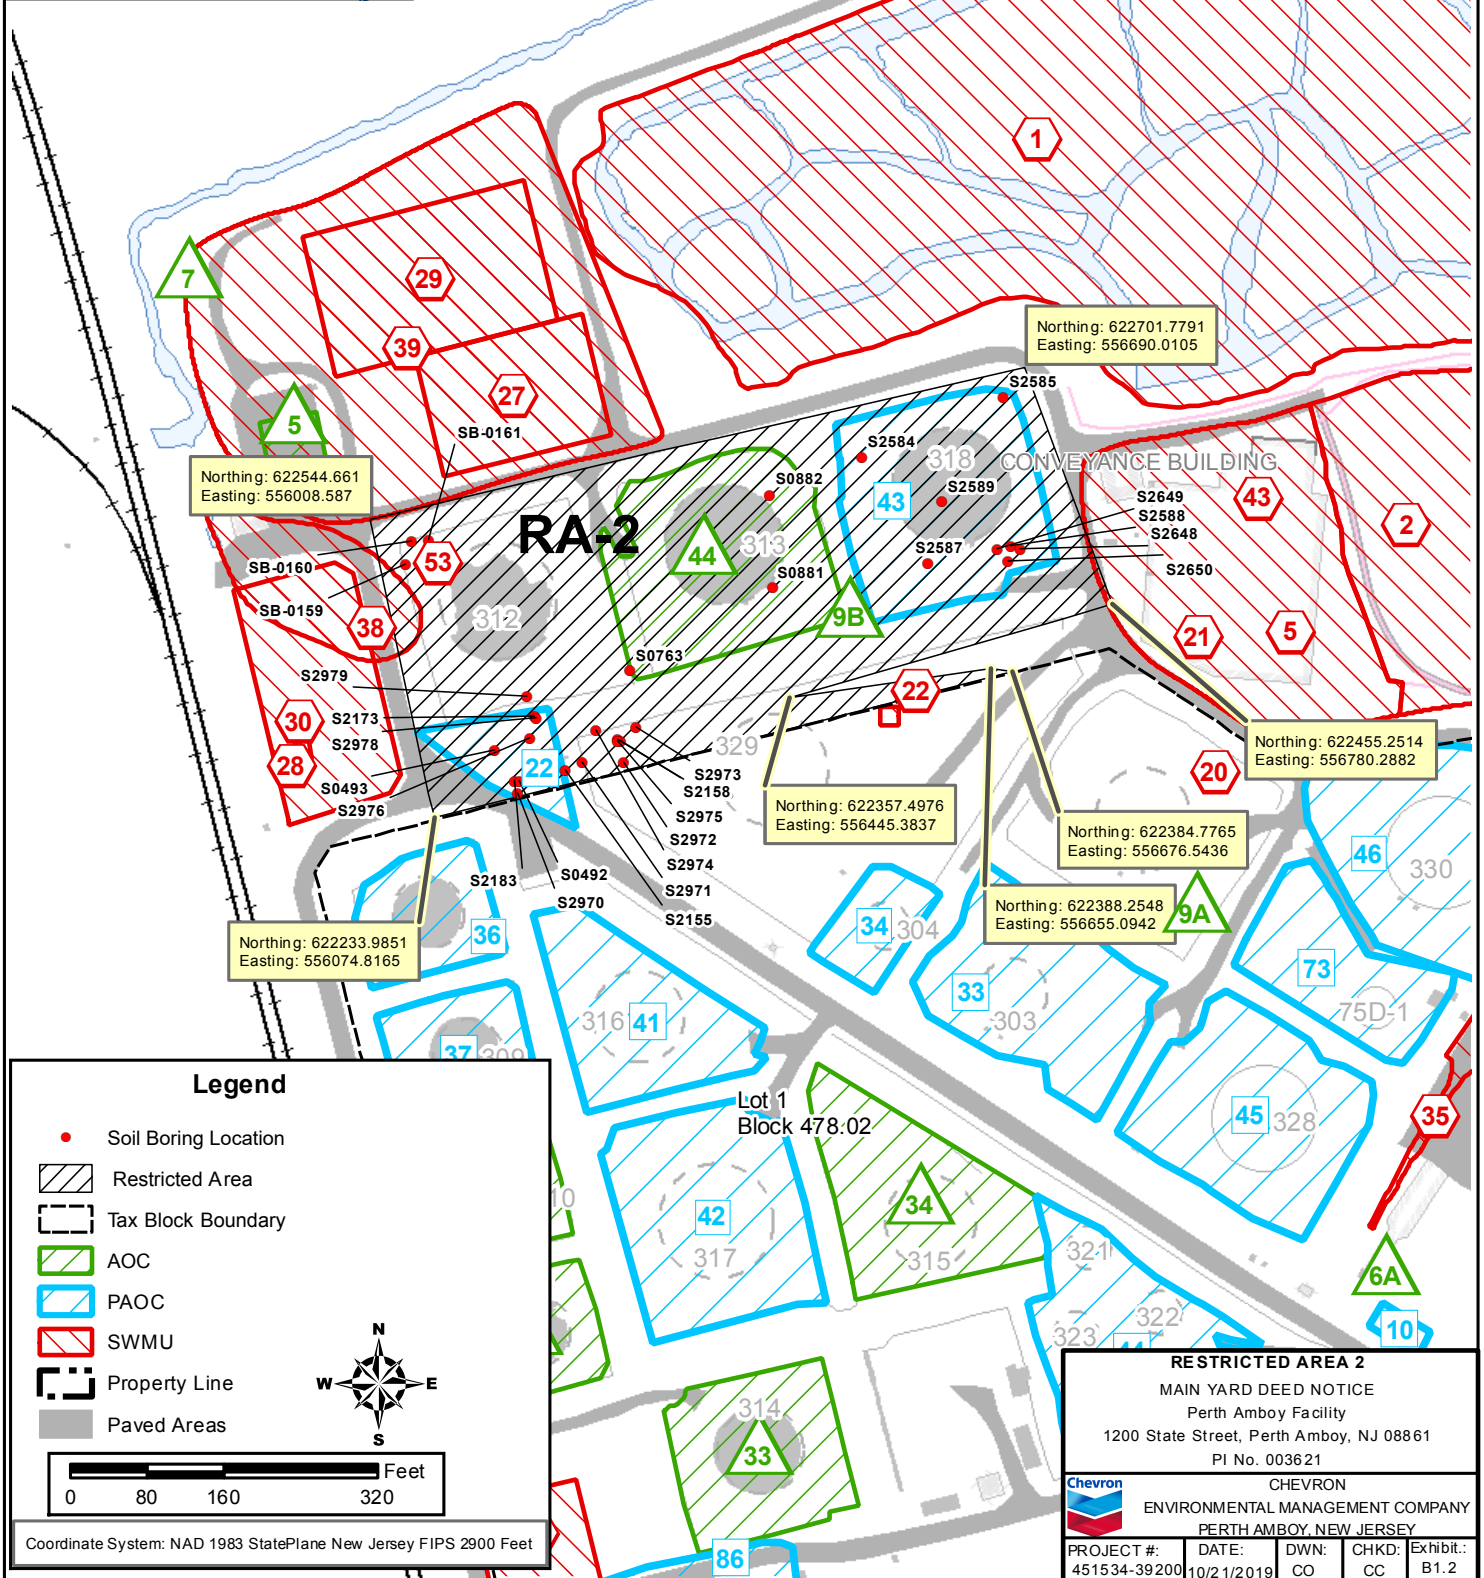 1
29
7
39
27
5
Northing: 622701.7791
Easting: 556690.0105
S2585
SB-0161
S2584
318
CONVEYANCE BUILDING
Northing: 622544.661
Easting: 556008.587
S0882
S2589
43
S2649
43
2
RA-2
S2588
44
313
S2648
53
SB-0160
S2587
S2650
S0881
SB-0159
312
9B
38
21
5
S0763
S2979
22
30
S2173
S2978
329
Northing: 622455.2514
Easting: 556780.2882
28
22
20
S2973
S0493
S2158
S2976
S2975
Northing: 622357.4976
Easting: 556445.3837
S2972
Northing: 622384.7765
Easting: 556676.5436
46
S2974
330
S2183
S0492
S2971
S2970
Northing: 622388.2548
Easting: 556655.0942
S2155
9A
34
304
36
Northing: 622233.9851
Easting: 556074.8165
73
33
316
41
303
75D-1
37
309
Lot 1
Block 478.02
45
328
35
10
34
42
317
315
321
6A
322
323
44
10
314
33
86
Legend
Soil Boring Location
Restricted Area
Tax Block Boundary
AOC
PAOC
SWMU
Property Line
Paved Areas
N
W
E
S
Feet
0 80 160 320
Coordinate System: NAD 1983 StatePlane New Jersey FIPS 2900 Feet
RESTRICTED AREA 2
MAIN YARD DEED NOTICE
Perth Amboy Facility
1200 State Street, Perth Amboy, NJ 08861
PI No. 003621
Chevron
CHEVRON
ENVIRONMENTAL MANAGEMENT COMPANY
PERTH AMBOY, NEW JERSEY
PROJECT #: DATE: DWN: CHKD: Exhibit.:
451534-39200 10/21/2019 CO CC B1.2